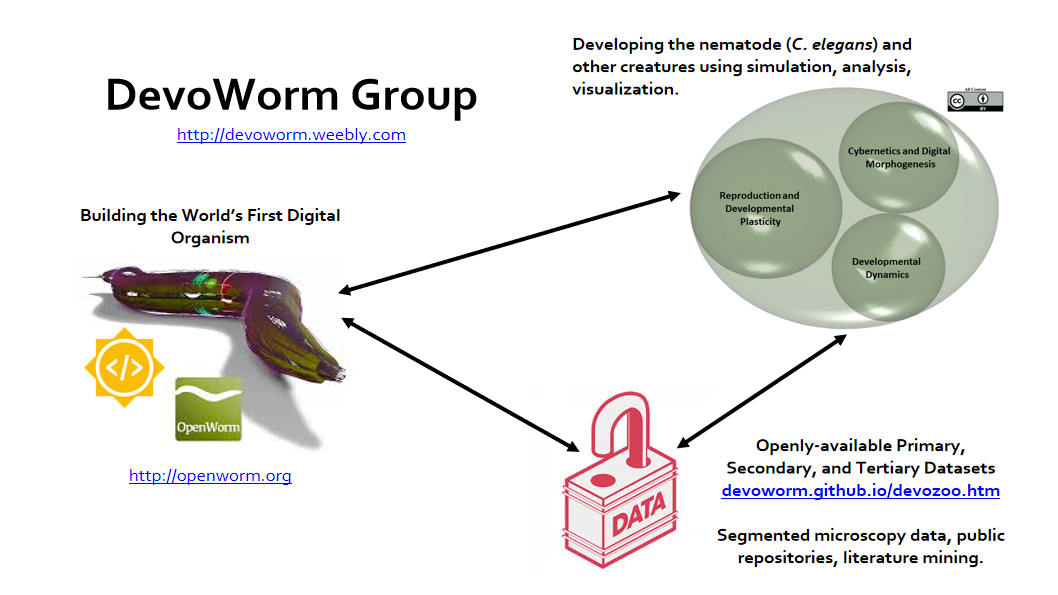 DevoWorm Group
http://devoworm.weebly.com
Developing the nematode (C. elegans) and
other creatures using simulation, analysis,
visualization.
All Content
CC
BY
Cybernetics and Digital
Morphogenesis
Reproduction and
Developmental
Plasticity
Developmental
Dynamics
Building the World's First Digital
Organism
</>
OpenWorm
http://openworm.org
DATA
Openly-available Primary,
Secondary, and Tertiary Datasets
devoworm.github.io/devozoo.htm
Segmented microscopy data, public
repositories, literature mining.